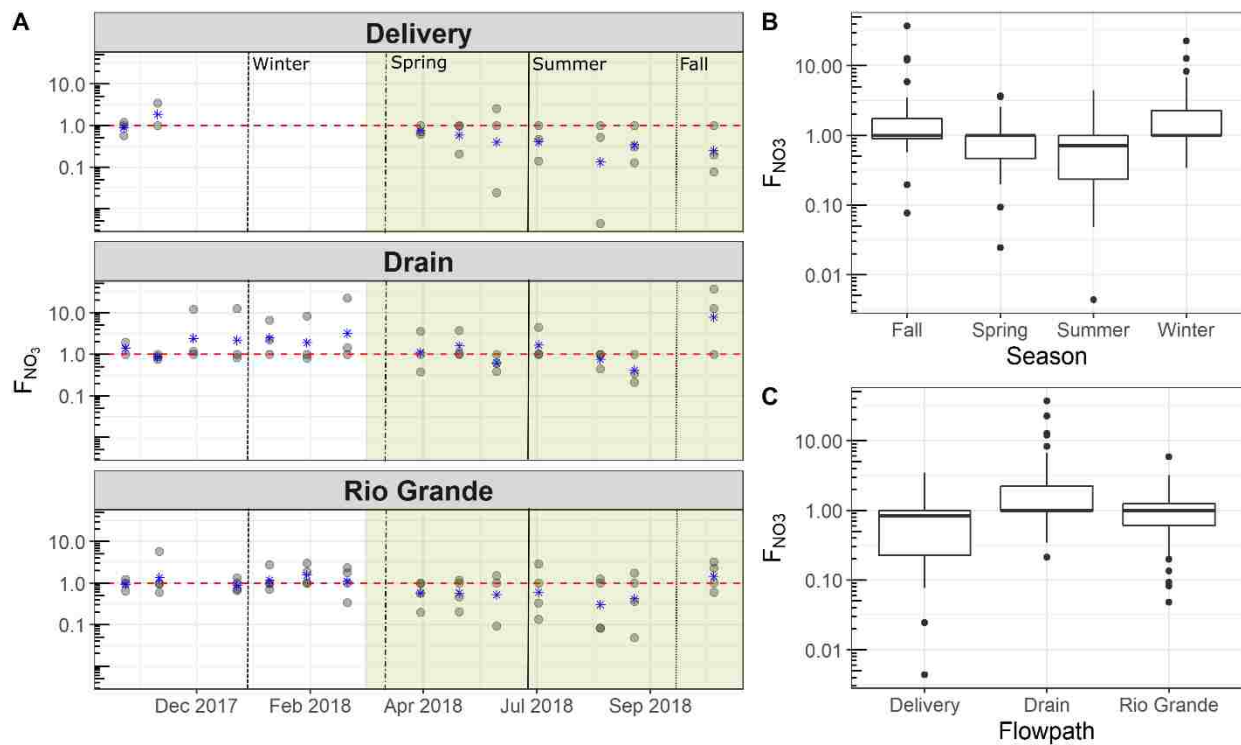 A
Delivery
Winter
Spring
Summer
Fall
10.0
1.0
0.1
Drain
10.0
1.0
0.1
Rio Grande
10.0
1.0
0.1
F_NO₃
Dec 2017
Feb 2018
Apr 2018
Jul 2018
Sep 2018
B
10.00
1.00
0.10
0.01
F_NO3
Fall
Spring
Summer
Winter
Season
C
10.00
1.00
0.10
0.01
F_NO3
Delivery
Drain
Rio Grande
Flowpath